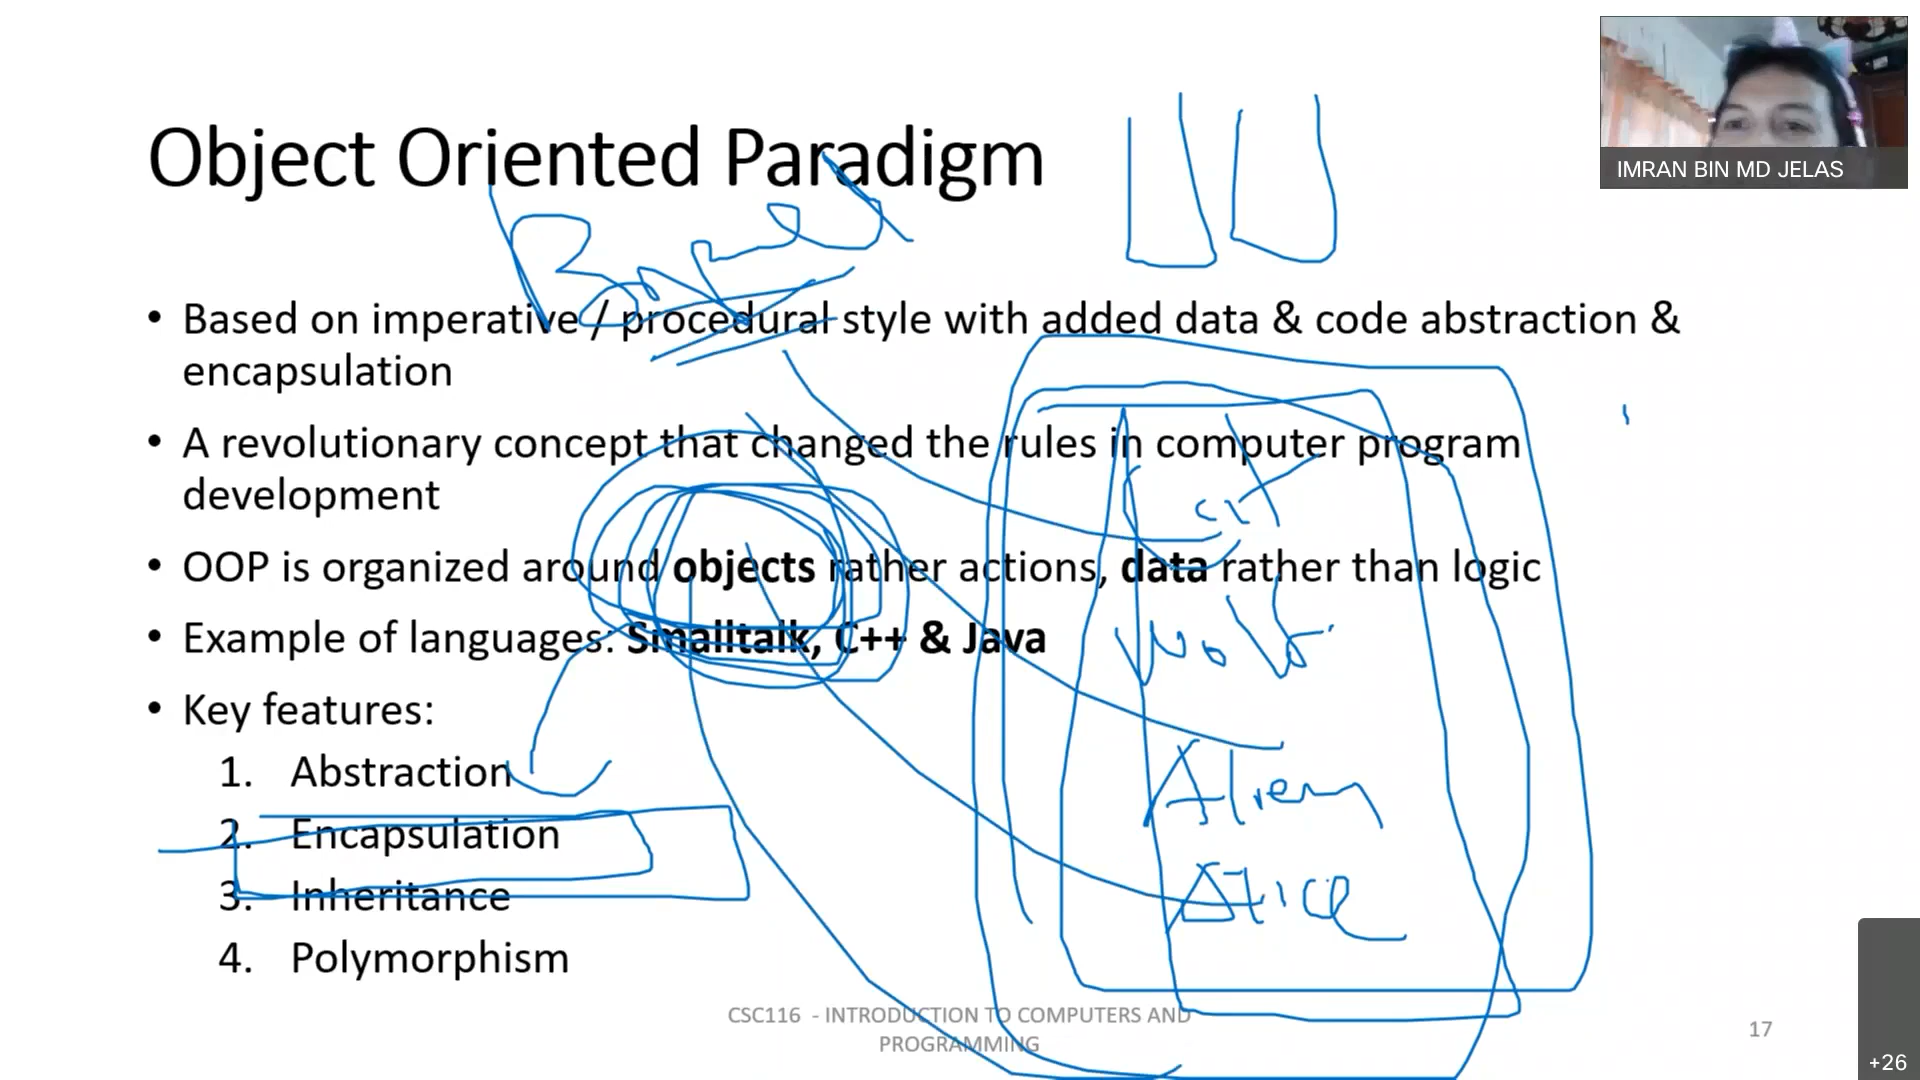 IMRAN BIN MD JELAS
Object Oriented Paradigm
• Based on imperative / procedural style with added data & code abstraction &
encapsulation
• A revolutionary concept that changed the rules in computer program
development
• OOP is organized around objects rather actions, data rather than logic
• Example of languages: Smalltalk, C++ & Java
• Key features:
1. Abstraction
2. Encapsulation
3. Inheritance
4. Polymorphism
CSC116 - INTRODUCTION TO COMPUTERS AND
PROGRAMMING
17
+26